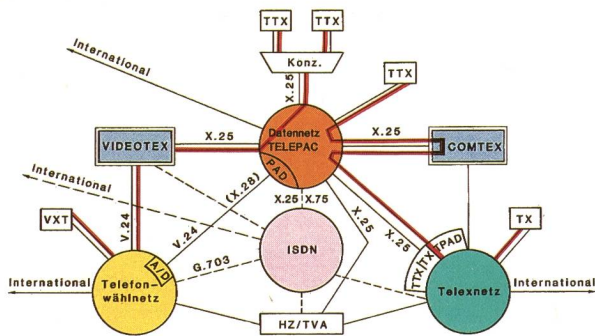 TTX
TTX
Konz.
International
X.25
TTX
Datennetz
TELEPAC
X.25
X.25
VIDEOTEX
COMTEX
PAD
International
(X.28)
X.25
X.75
V.24
V.24
X.25
X.25
VXT
TTX/TX
PAD
TX
ISDN
G.703
A/D
International
Telefon-
wählnetz
Telexnetz
International
HZ/TVA